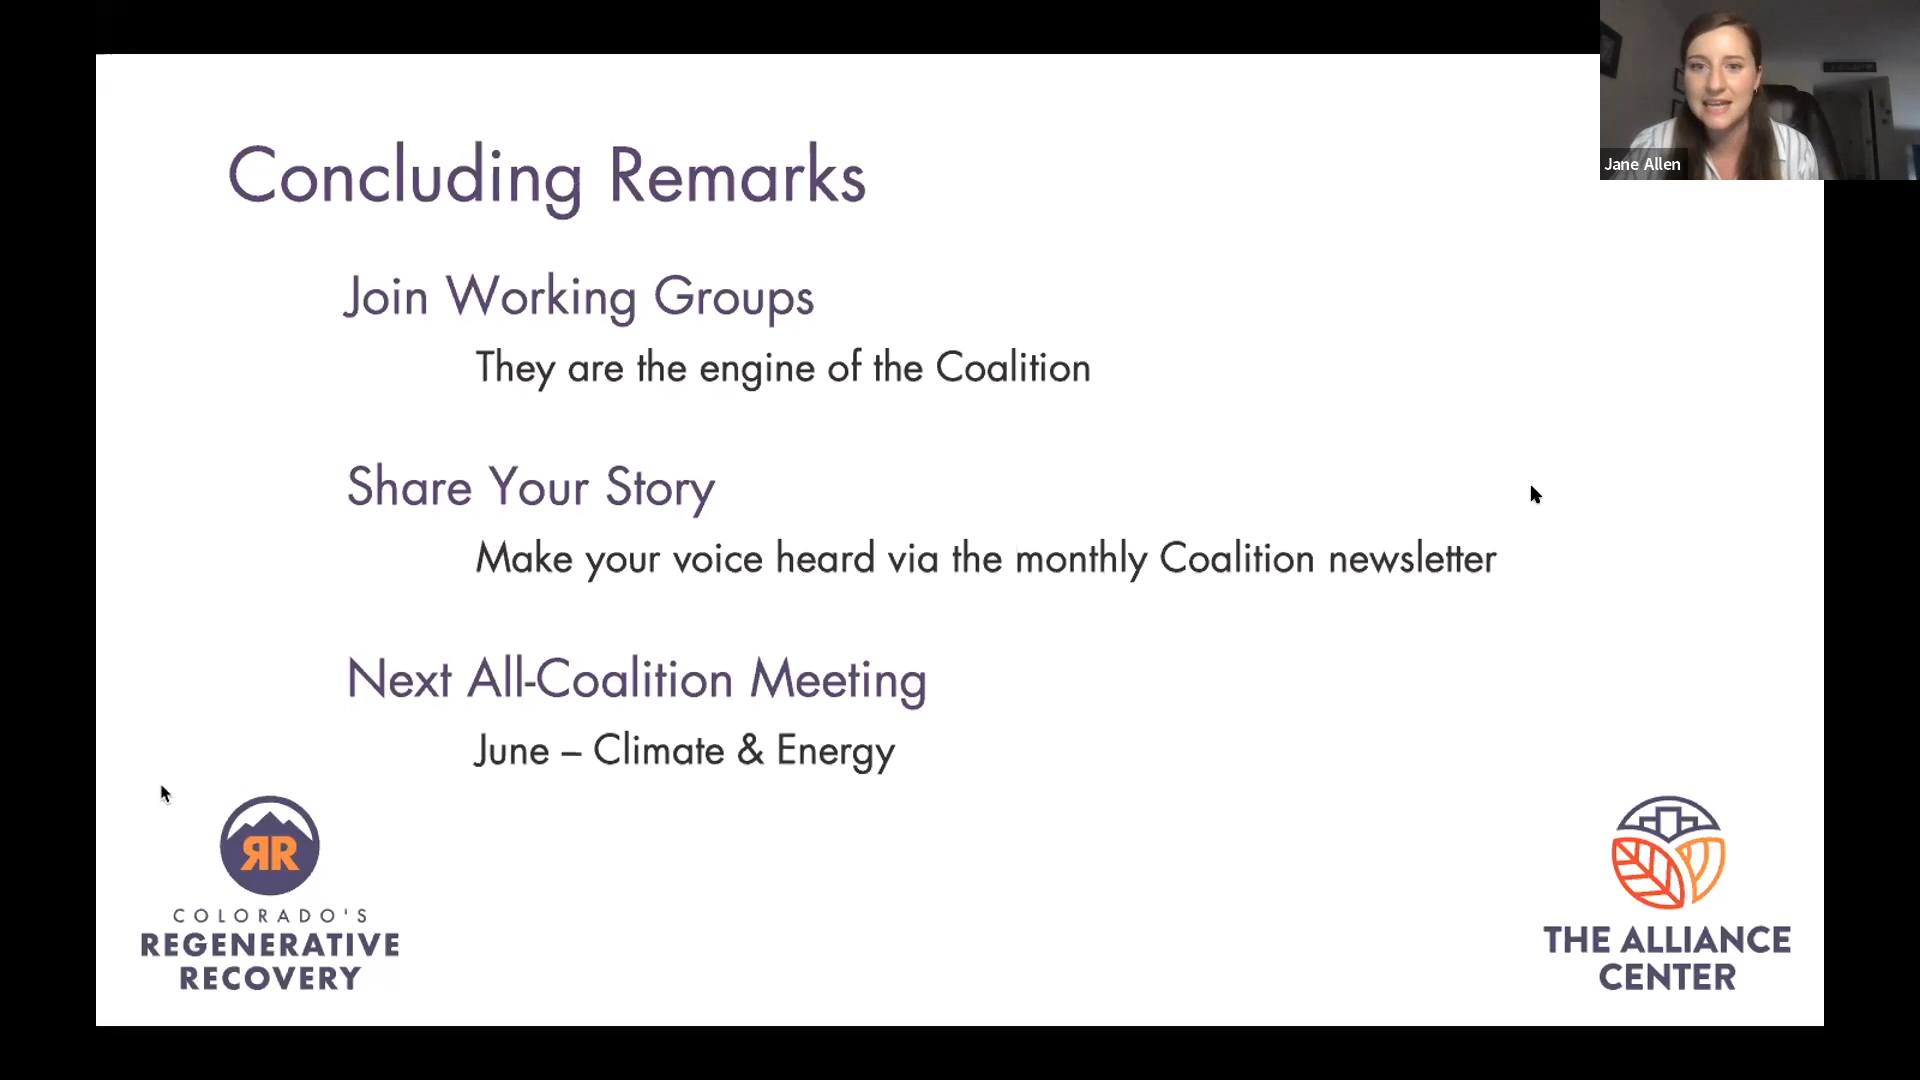 Concluding Remarks
Jane Allen
Join Working Groups
They are the engine of the Coalition
Share Your Story
Make your voice heard via the monthly Coalition newsletter
Next All-Coalition Meeting
June – Climate & Energy
RR
COLORADO'S
REGENERATIVE
RECOVERY
THE ALLIANCE
CENTER